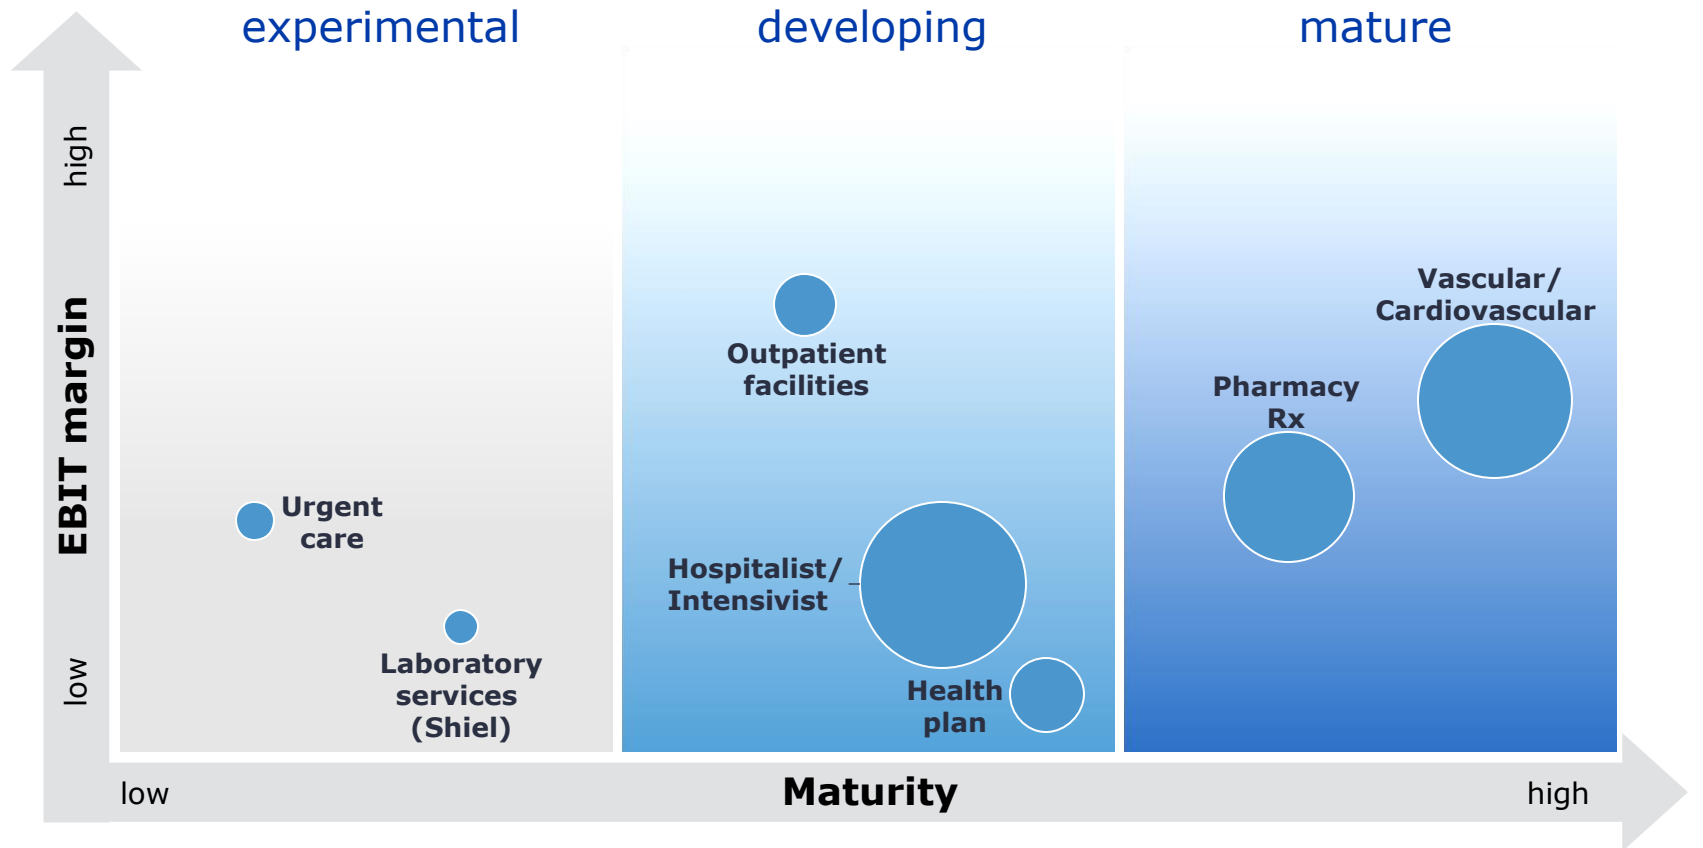 experimental
developing
mature
high
EBIT margin
low
Vascular/
Cardiovascular
Outpatient
facilities
Pharmacy
Rx
Urgent
care
Hospitalist/
Intensivist
Laboratory
services
(Shiel)
Health
plan
low
Maturity
high